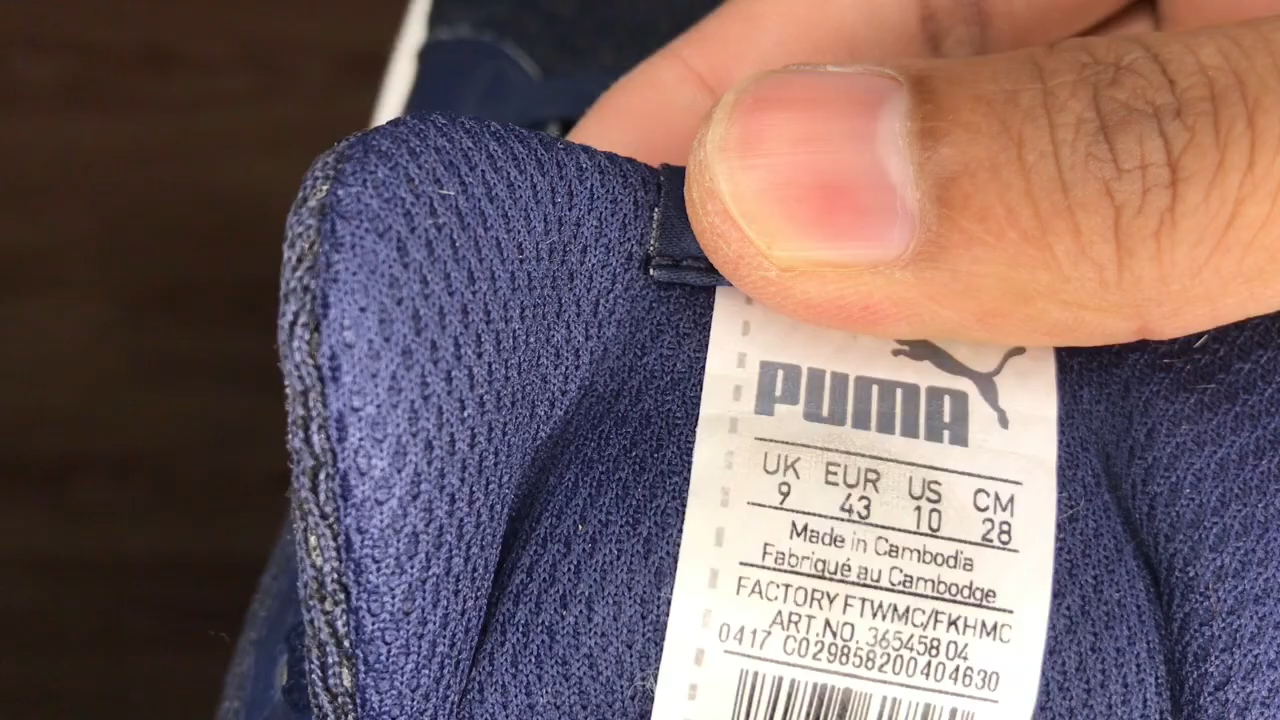 PUMA
UK EUR US CM
9 43 10 28
Made in Cambodia
Fabriqué au Cambodge
FACTORY FTWMC/FKHMC
ART.NO. 365458 04
0417 C029858200404630